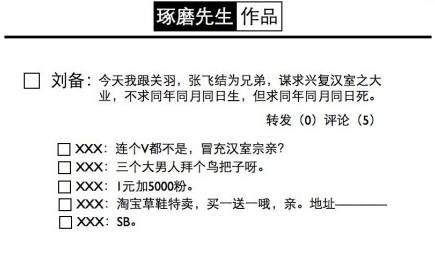 琢磨先生作品
刘备：今天我跟关羽，张飞结为兄弟，谋求兴复汉室之大
业，不求同年同月同日生，但求同年同月同日死。
转发（0）评论（5）
XXX：连个V都不是，冒充汉室宗亲？
XXX：三个大男人拜个鸟把子呀。
XXX：1元加5000粉。
XXX：淘宝草鞋特卖，买一送一哦，亲。地址————
XXX：SB。